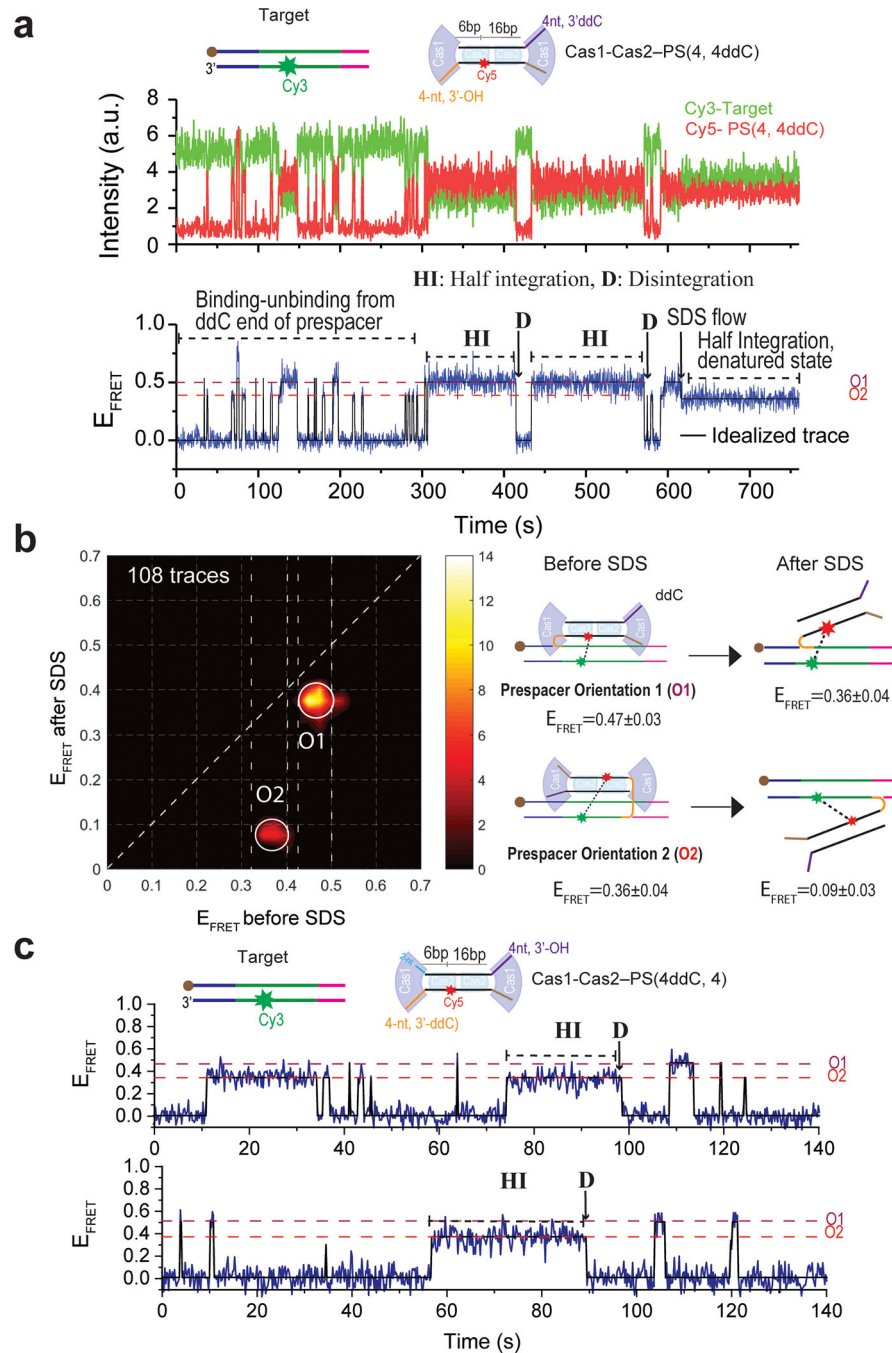 a
Target
3'
Cy3
6bp 16bp
4nt, 3'ddC
Cas1
Cas1
Cy5
4-nt, 3'-OH
Cas1-Cas2–PS(4, 4ddC)
Cy3-Target
Cy5- PS(4, 4ddC)
Intensity (a.u.)
8
6
4
2
0
HI: Half integration, D: Disintegration
Binding-unbinding from
ddC end of prespacer
HI
D
HI
D
SDS flow
Half Integration,
denatured state
O1
O2
Idealized trace
EFRET
1.0
0.5
0.0
0 100 200 300 400 500 600 700
Time (s)
b
108 traces
O1
O2
EFRET after SDS
0.7
0.6
0.5
0.4
0.3
0.2
0.1
0
0 0.1 0.2 0.3 0.4 0.5 0.6 0.7
EFRET before SDS
14
12
10
8
6
4
2
0
Before SDS
After SDS
ddC
Cas1
Cas1
Prespacer Orientation 1 (O1)
EFRET=0.47±0.03
EFRET=0.36±0.04
Cas1
Cas1
Prespacer Orientation 2 (O2)
EFRET=0.36±0.04
EFRET=0.09±0.03
c
Target
3'
Cy3
6bp 16bp
4nt, 3'-OH
2-nt
Cas1
Cas2
Cas1
Cy5
4-nt, 3'-ddC)
Cas1-Cas2–PS(4ddC, 4)
HI
D
O1
O2
EFRET
1.0
0.8
0.6
0.4
0.2
0.0
0 20 40 60 80 100 120 140
HI
D
O1
O2
EFRET
1.0
0.8
0.6
0.4
0.2
0.0
0 20 40 60 80 100 120 140
Time (s)